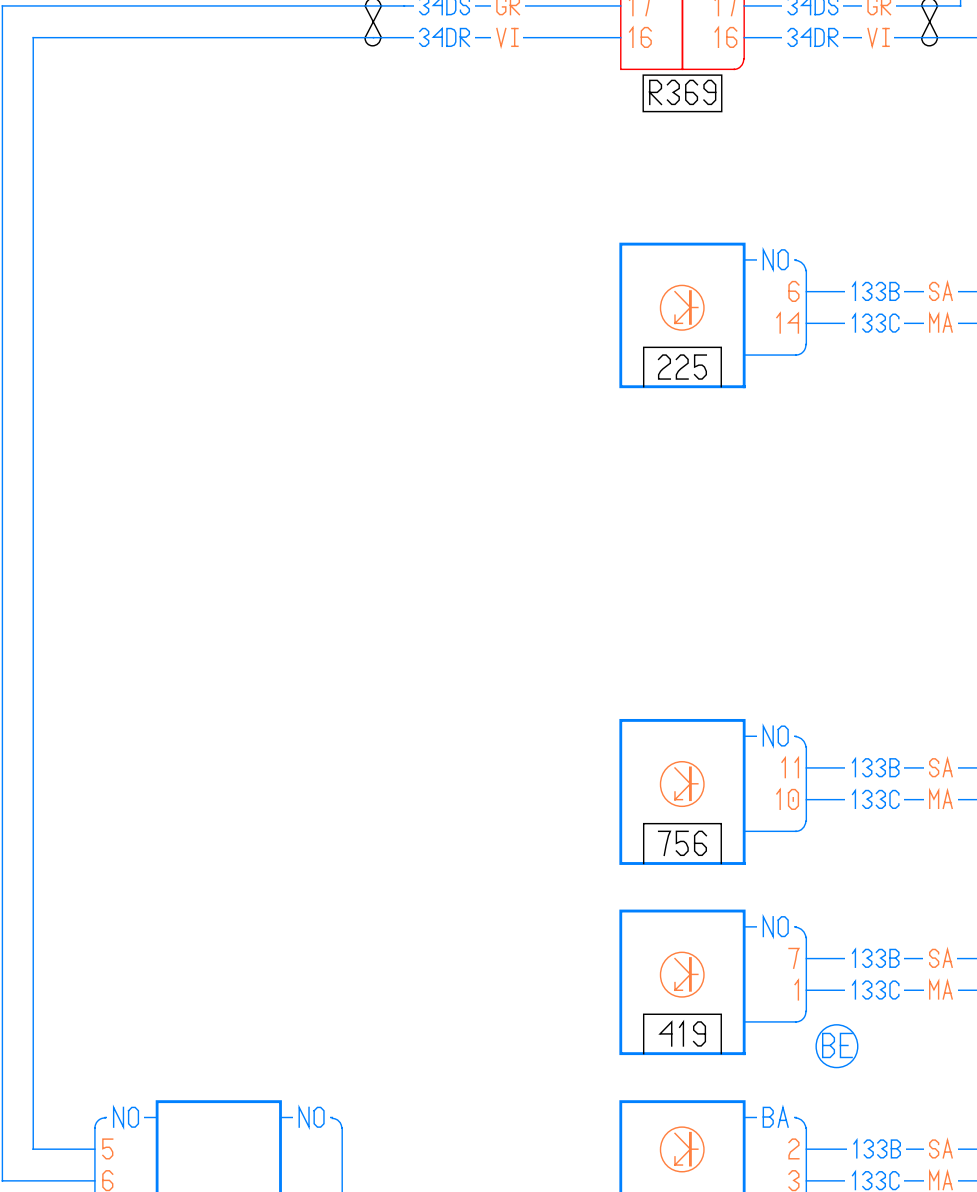 34DS GR 17 17 34DS GR
34DR VI 16 16 34DR VI
R369
NO
6 133B SA
14 133C MA
225
NO
11 133B SA
10 133C MA
756
NO
7 133B SA
1 133C MA
419
BE
NO NO BA
5 2 133B SA
6 3 133C MA